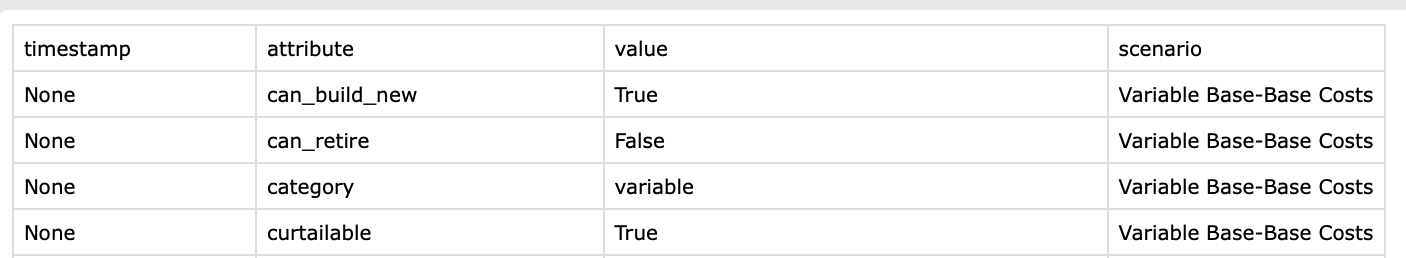 timestamp attribute value scenario
None can_build_new True Variable Base-Base Costs
None can_retire False Variable Base-Base Costs
None category variable Variable Base-Base Costs
None curtailable True Variable Base-Base Costs